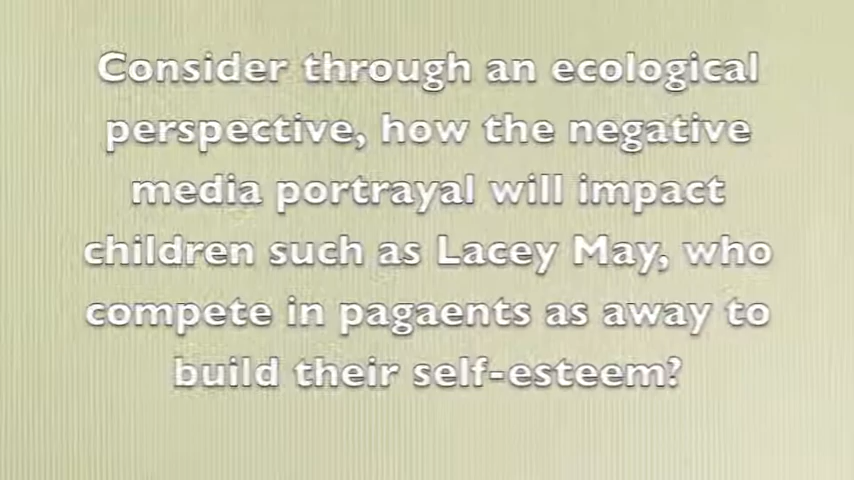 Consider through an ecological
perspective, how the negative
media portrayal will impact
children such as Lacey May, who
compete in pagaents as away to
build their self-esteem?